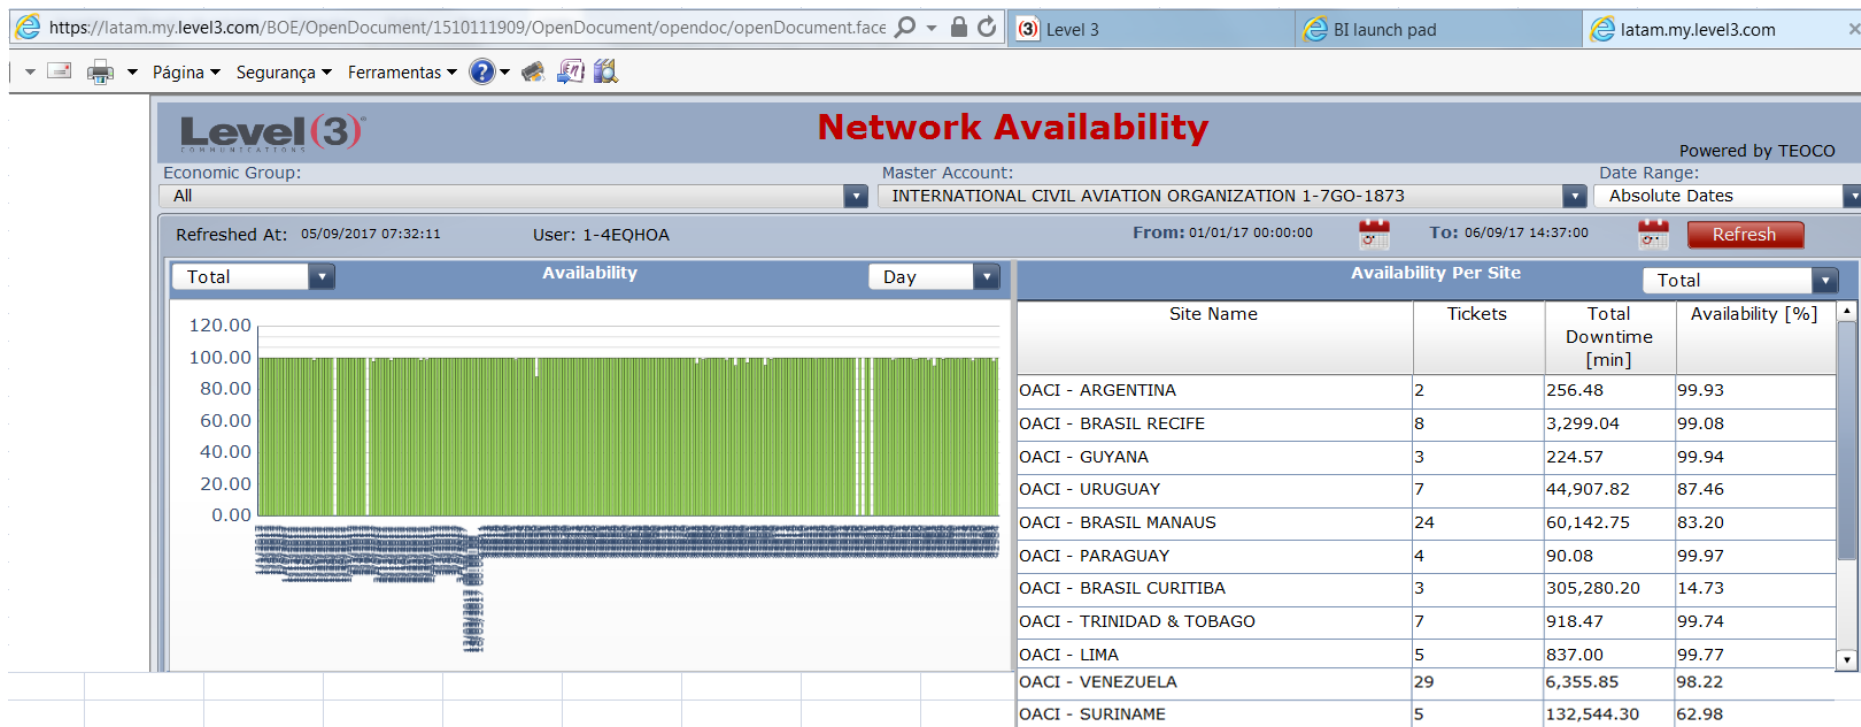 https://latam.my.level3.com/BOE/OpenDocument/1510111909/OpenDocument/opendoc/openDocument.face
(3) Level 3
BI launch pad
latam.my.level3.com
Página Segurança Ferramentas
Level(3)
COMMUNICATIONS
Network Availability
Powered by TEOCO
Economic Group: Master Account: Date Range:
All INTERNATIONAL CIVIL AVIATION ORGANIZATION 1-7GO-1873 Absolute Dates
Refreshed At: 05/09/2017 07:32:11 User: 1-4EQHOA From: 01/01/17 00:00:00 To: 06/09/17 14:37:00 Refresh
Total Availability Day
120.00
100.00
80.00
60.00
40.00
20.00
0.00
Availability Per Site Total
Site Name Tickets Total Downtime [min] Availability [%]
OACI - ARGENTINA 2 256.48 99.93
OACI - BRASIL RECIFE 8 3,299.04 99.08
OACI - GUYANA 3 224.57 99.94
OACI - URUGUAY 7 44,907.82 87.46
OACI - BRASIL MANAUS 24 60,142.75 83.20
OACI - PARAGUAY 4 90.08 99.97
OACI - BRASIL CURITIBA 3 305,280.20 14.73
OACI - TRINIDAD & TOBAGO 7 918.47 99.74
OACI - LIMA 5 837.00 99.77
OACI - VENEZUELA 29 6,355.85 98.22
OACI - SURINAME 5 132,544.30 62.98